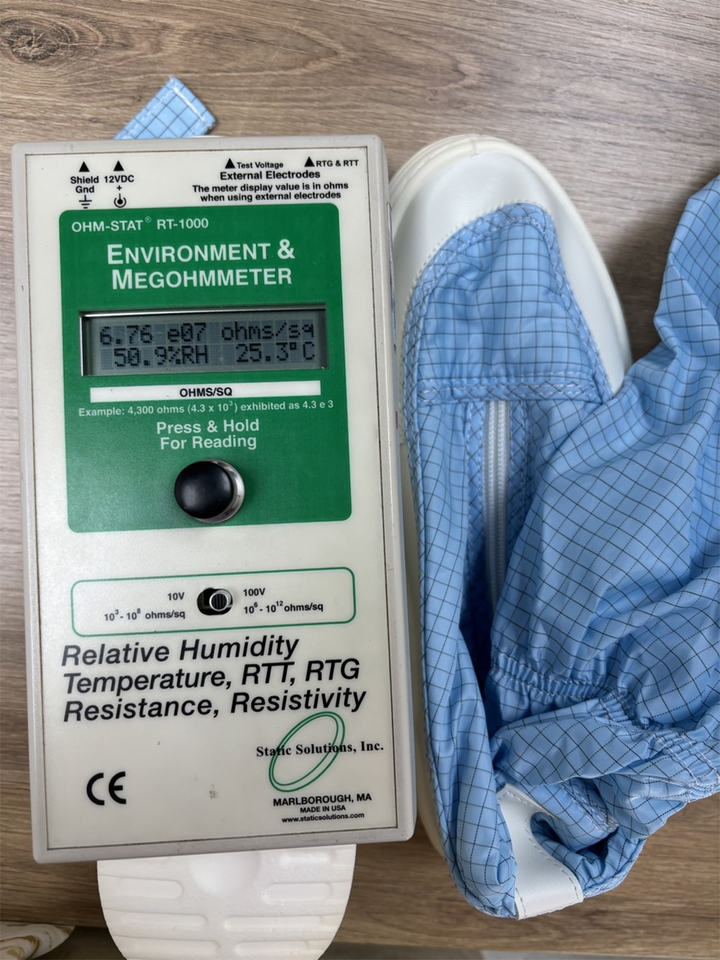 Shield Gnd
12VDC +
Test Voltage
RTG & RTT
External Electrodes
The meter display value is in ohms
when using external electrodes
OHM-STAT® RT-1000
ENVIRONMENT &
MEGOHMMETER
6.76 e07 ohms/sq
50.9%RH 25.3°C
OHMS/SQ
Example: 4,300 ohms (4.3 x 10³) exhibited as 4.3 e 3
Press & Hold
For Reading
10V
10³ - 10⁸ ohms/sq
100V
10⁶ - 10¹² ohms/sq
Relative Humidity
Temperature, RTT, RTG
Resistance, Resistivity
Static Solutions, Inc.
CE
MARLBOROUGH, MA
MADE IN USA
www.staticsolutions.com